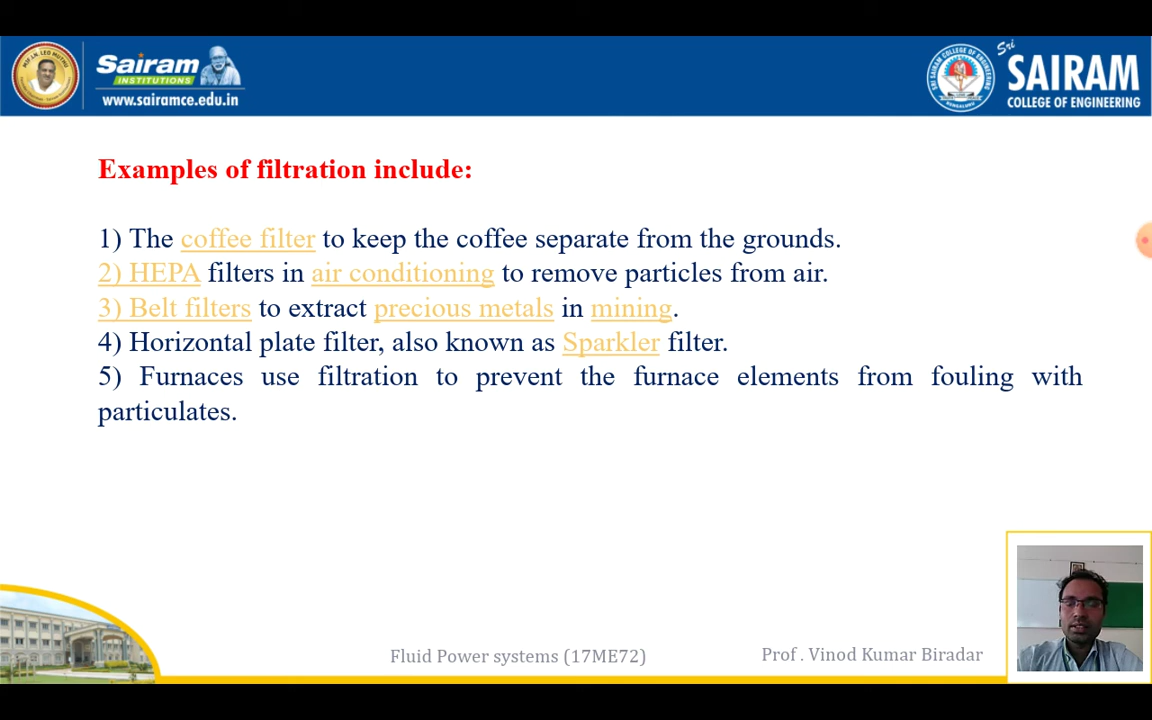 Sairam
INSTITUTIONS
www.sairamce.edu.in
Sri
SAIRAM
COLLEGE OF ENGINEERING
Examples of filtration include:
1) The coffee filter to keep the coffee separate from the grounds.
2) HEPA filters in air conditioning to remove particles from air.
3) Belt filters to extract precious metals in mining.
4) Horizontal plate filter, also known as Sparkler filter.
5) Furnaces use filtration to prevent the furnace elements from fouling with
particulates.
Fluid Power systems (17ME72)
Prof . Vinod Kumar Biradar